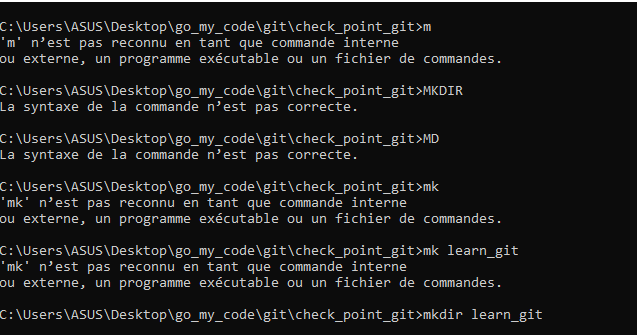 C:\Users\ASUS\Desktop\go_my_code\git\check_point_git>m
'm' n’est pas reconnu en tant que commande interne
ou externe, un programme exécutable ou un fichier de commandes.
C:\Users\ASUS\Desktop\go_my_code\git\check_point_git>MKDIR
La syntaxe de la commande n’est pas correcte.
C:\Users\ASUS\Desktop\go_my_code\git\check_point_git>MD
La syntaxe de la commande n’est pas correcte.
C:\Users\ASUS\Desktop\go_my_code\git\check_point_git>mk
'mk' n’est pas reconnu en tant que commande interne
ou externe, un programme exécutable ou un fichier de commandes.
C:\Users\ASUS\Desktop\go_my_code\git\check_point_git>mk learn_git
'mk' n’est pas reconnu en tant que commande interne
ou externe, un programme exécutable ou un fichier de commandes.
C:\Users\ASUS\Desktop\go_my_code\git\check_point_git>mkdir learn_git